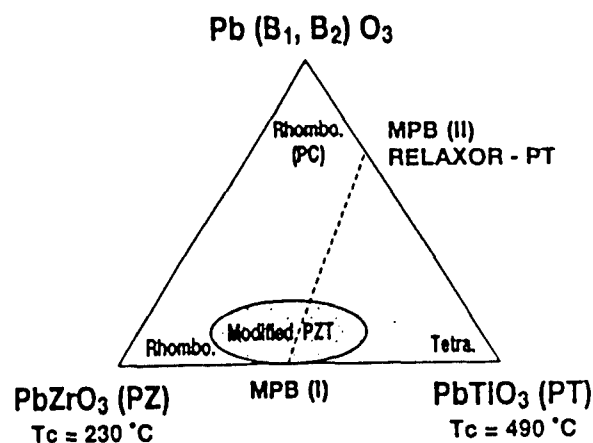 Pb (B₁, B₂) O₃
Rhombo.
(PC)
MPB (II)
RELAXOR - PT
Modified PZT
Rhombo.
Tetra.
PbZrO₃ (PZ)
MPB (I)
PbTiO₃ (PT)
Tc = 230 °C
Tc = 490 °C